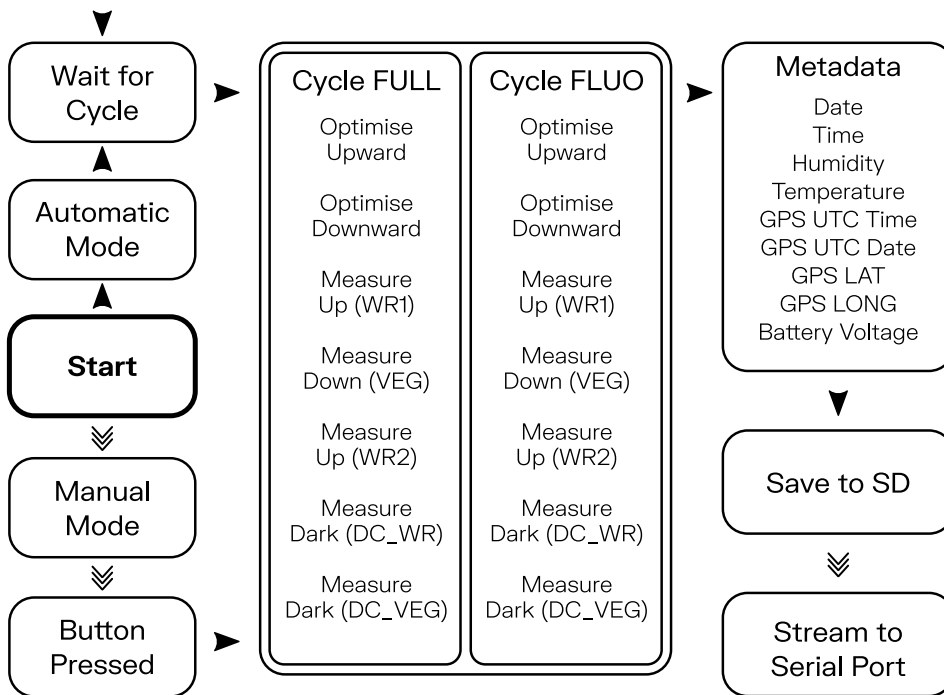 Wait for
Cycle
Automatic
Mode
Start
Manual
Mode
Button
Pressed
Cycle FULL
Optimise
Upward
Optimise
Downward
Measure
Up (WR1)
Measure
Down (VEG)
Measure
Up (WR2)
Measure
Dark (DC_WR)
Measure
Dark (DC_VEG)
Cycle FLUO
Optimise
Upward
Optimise
Downward
Measure
Up (WR1)
Measure
Down (VEG)
Measure
Up (WR2)
Measure
Dark (DC_WR)
Measure
Dark (DC_VEG)
Metadata
Date
Time
Humidity
Temperature
GPS UTC Time
GPS UTC Date
GPS LAT
GPS LONG
Battery Voltage
Save to SD
Stream to
Serial Port